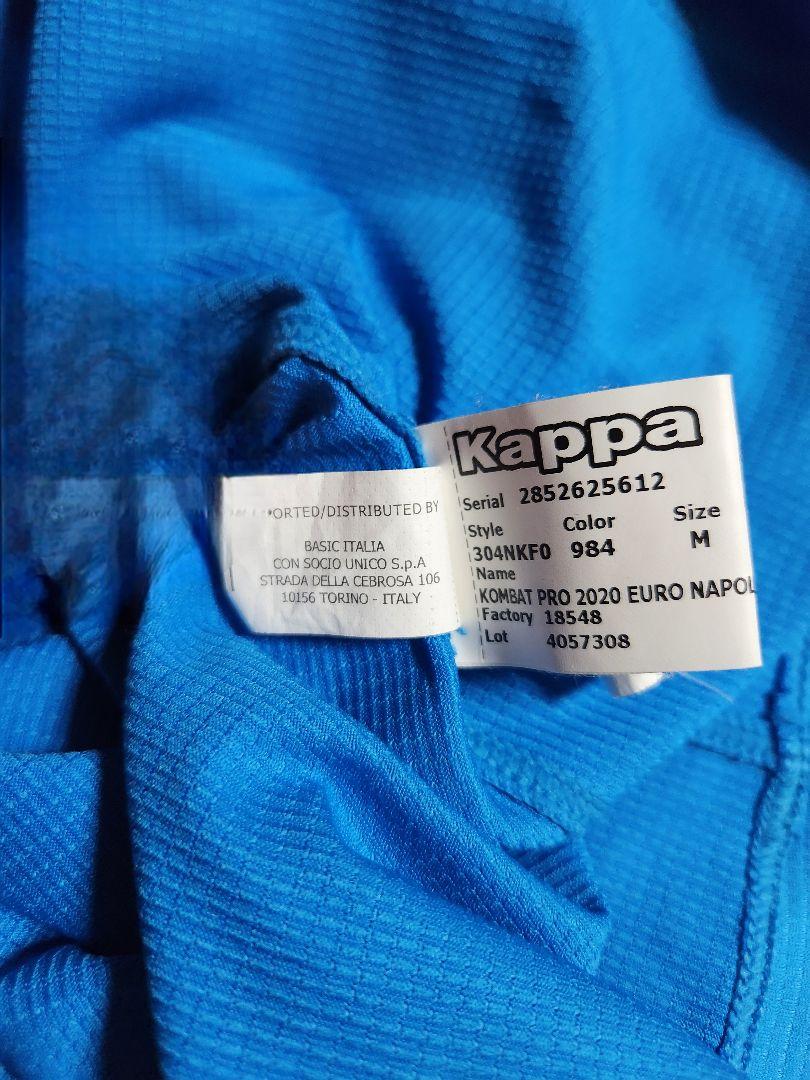 ORTED/DISTRIBUTED BY
BASIC ITALIA
CON SOCIO UNICO S.p.A
STRADA DELLA CEBROSA 106
10156 TORINO - ITALY
Kappa
Serial 2852625612
Style Color Size
304NKF0 984 M
Name
KOMBAT PRO 2020 EURO NAPOL
Factory 18548
Lot 4057308